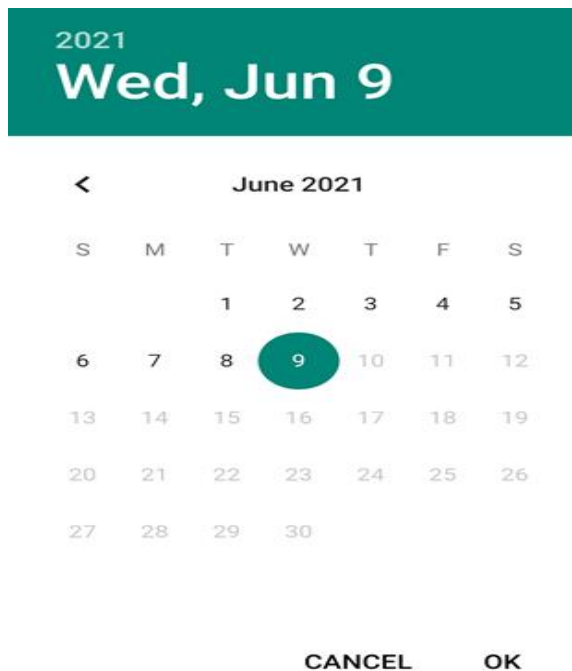 2021
Wed, Jun 9
< June 2021
S M T W T F S
1 2 3 4 5
6 7 8 9 10 11 12
13 14 15 16 17 18 19
20 21 22 23 24 25 26
27 28 29 30
CANCEL OK